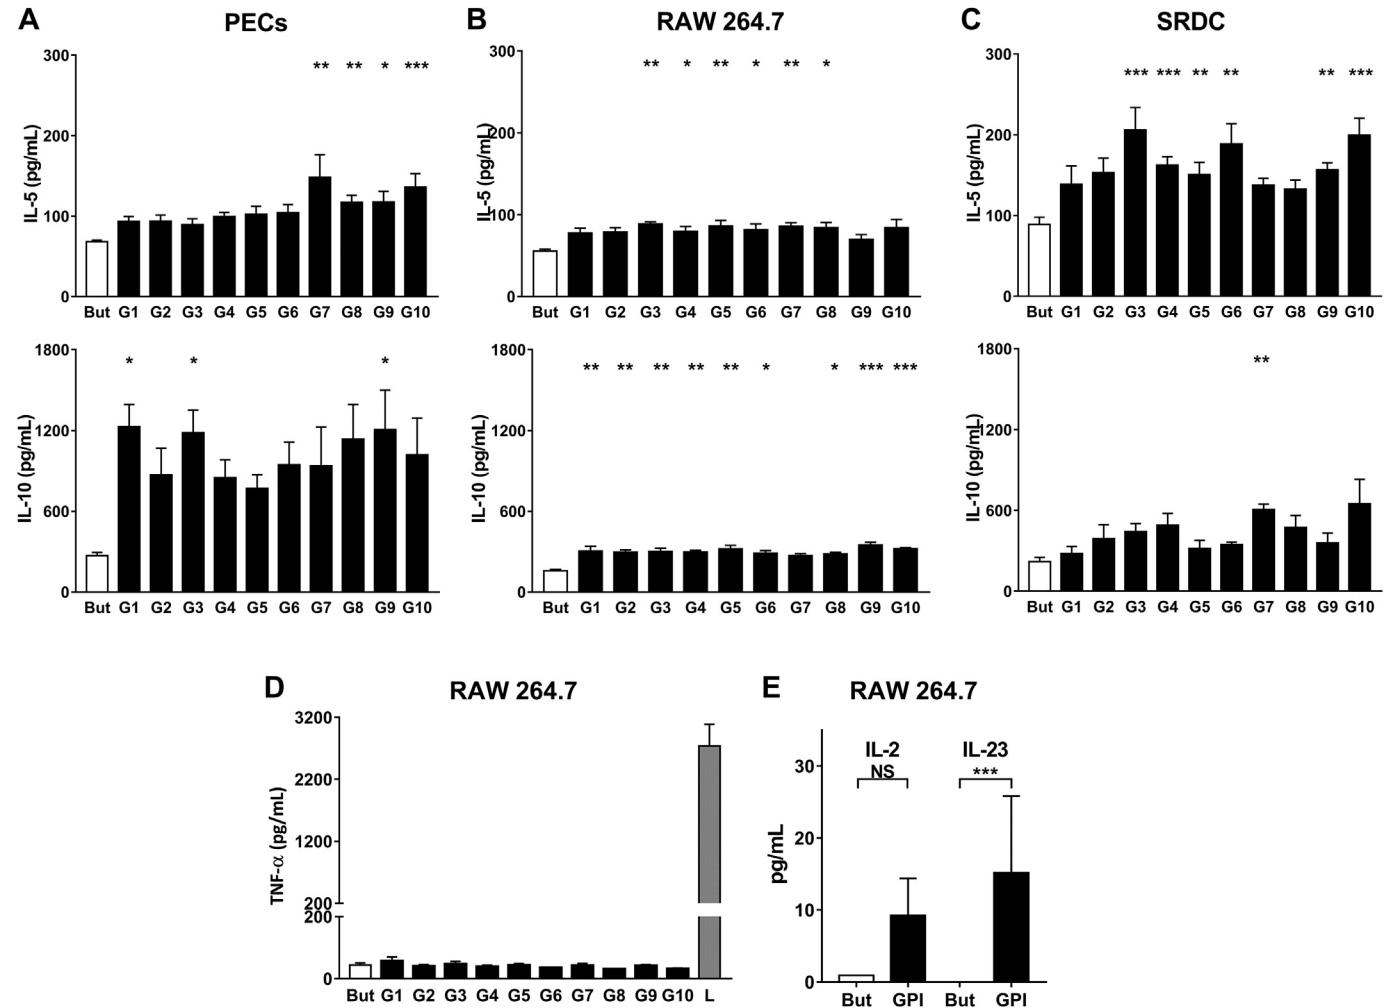 A
PECs
300
200
100
0
IL-5 (pg/mL)
** ** * ***
But G1 G2 G3 G4 G5 G6 G7 G8 G9 G10
1800
1200
600
0
IL-10 (pg/mL)
* * *
But G1 G2 G3 G4 G5 G6 G7 G8 G9 G10
B
RAW 264.7
300
200
100
0
IL-5 (pg/mL)
** * ** * ** *
But G1 G2 G3 G4 G5 G6 G7 G8 G9 G10
1800
1200
600
0
IL-10 (pg/mL)
** ** ** ** ** * * *** ***
But G1 G2 G3 G4 G5 G6 G7 G8 G9 G10
C
SRDC
300
200
100
0
IL-5 (pg/mL)
*** *** ** ** ** ***
But G1 G2 G3 G4 G5 G6 G7 G8 G9 G10
1800
1200
600
0
IL-10 (pg/mL)
**
But G1 G2 G3 G4 G5 G6 G7 G8 G9 G10
D
RAW 264.7
3200
2200
1200
200
200
0
TNF-α (pg/mL)
But G1 G2 G3 G4 G5 G6 G7 G8 G9 G10 L
E
RAW 264.7
30
20
10
0
pg/mL
IL-2 IL-23
NS ***
But GPI But GPI